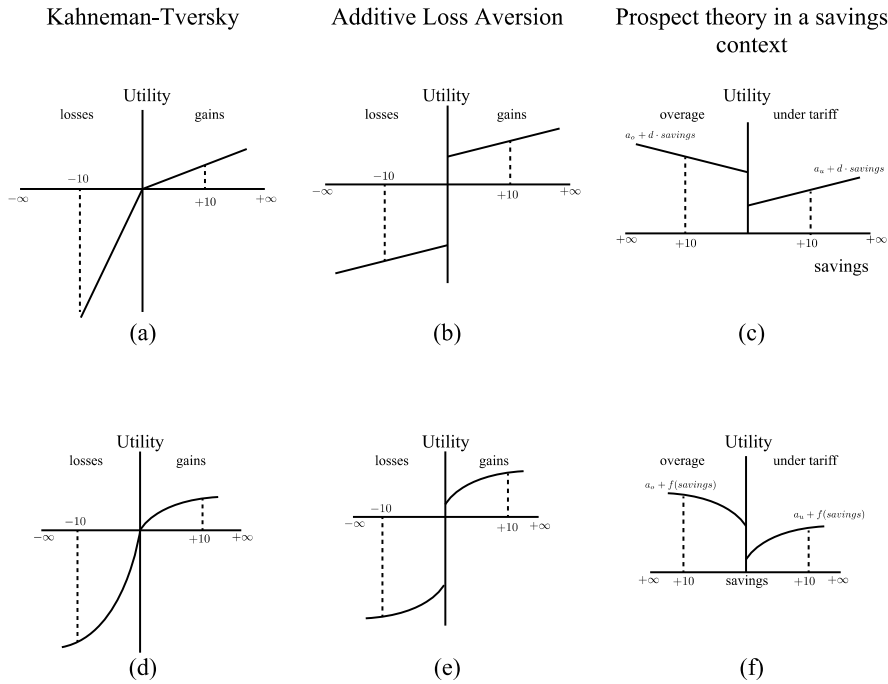 Kahneman-Tversky
Additive Loss Aversion
Prospect theory in a savings
context
Utility
losses
gains
−10
+10
−∞
+∞
(a)
Utility
losses
gains
−10
+10
−∞
+∞
(b)
Utility
overage
under tariff
a_o + d · savings
a_u + d · savings
+∞
+10
+10
+∞
savings
(c)
Utility
losses
gains
−10
+10
−∞
+∞
(d)
Utility
losses
gains
−10
+10
−∞
+∞
(e)
Utility
overage
under tariff
a_o + f(savings)
a_u + f(savings)
+∞
+10
savings
+10
+∞
(f)